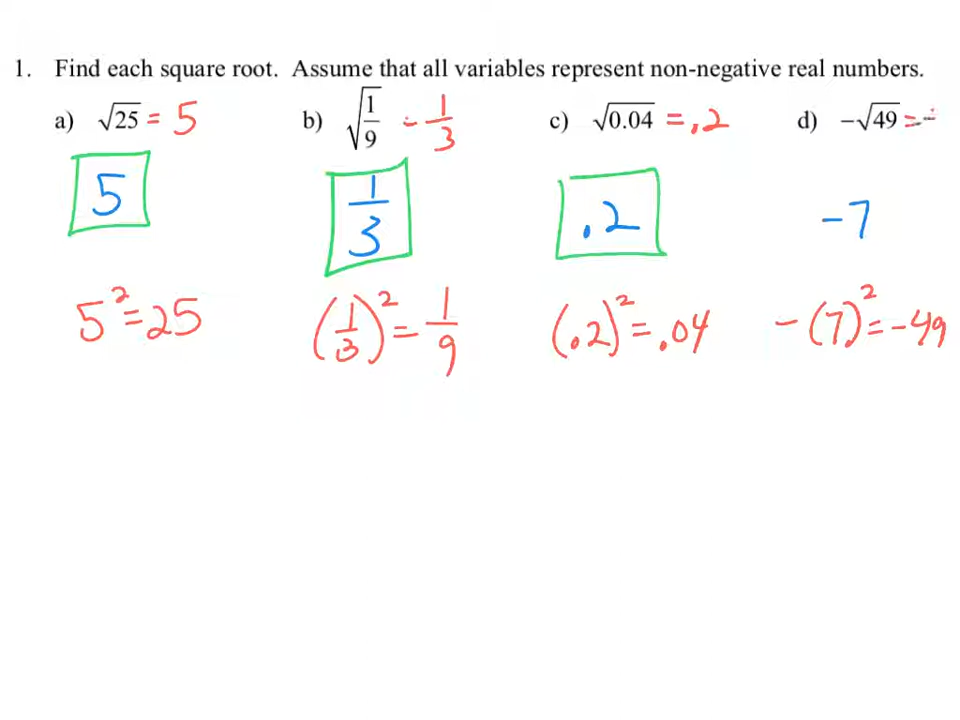 1. Find each square root. Assume that all variables represent non-negative real numbers.
a) √25 = 5 b) √(1/9) = 1/3 c) √0.04 = .2 d) −√49 = -
5 1/3 .2 -7
5² = 25 (1/3)² = 1/9 (.2)² = .04 -(7)² = -49